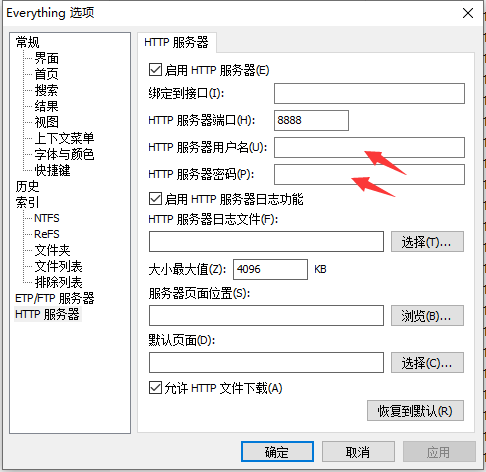 Everything 选项
常规
界面
首页
搜索
结果
视图
上下文菜单
字体与颜色
快捷键
历史
索引
NTFS
ReFS
文件夹
文件列表
排除列表
ETP/FTP 服务器
HTTP 服务器
HTTP 服务器
启用 HTTP 服务器(E)
绑定到接口(I):
HTTP 服务器端口(H): 8888
HTTP 服务器用户名(U):
HTTP 服务器密码(P):
启用 HTTP 服务器日志功能
HTTP 服务器日志文件(F):
选择(T)...
大小最大值(Z): 4096 KB
服务器页面位置(S):
浏览(B)...
默认页面(D):
选择(C)...
允许 HTTP 文件下载(A)
恢复到默认(R)
确定 取消 应用